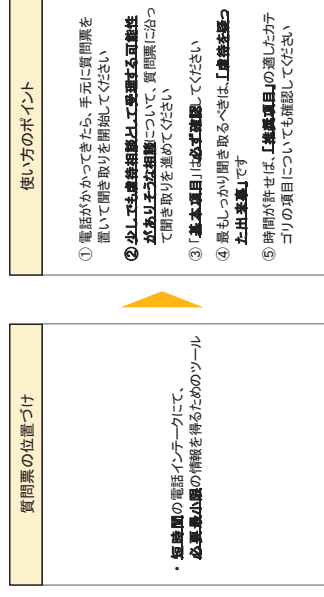 質問票の位置づけ
・短時間の電話インテークにて、
必要最小限の情報を得るためのツール
使い方のポイント
① 電話がかかってきたら、手元に質問票を
置いて聞き取りを開始してください
② 少しでも虐待相談として受理する可能性
がありそうな相談について、質問票に沿っ
て聞き取りを進めてください
③ 「基本項目」は必ず確認してください
④ 最もしっかり聞き取るべきは、「虐待を疑っ
た出来事」です
⑤ 時間が許せば、「推奨項目」の適したカテ
ゴリの項目についても確認してください